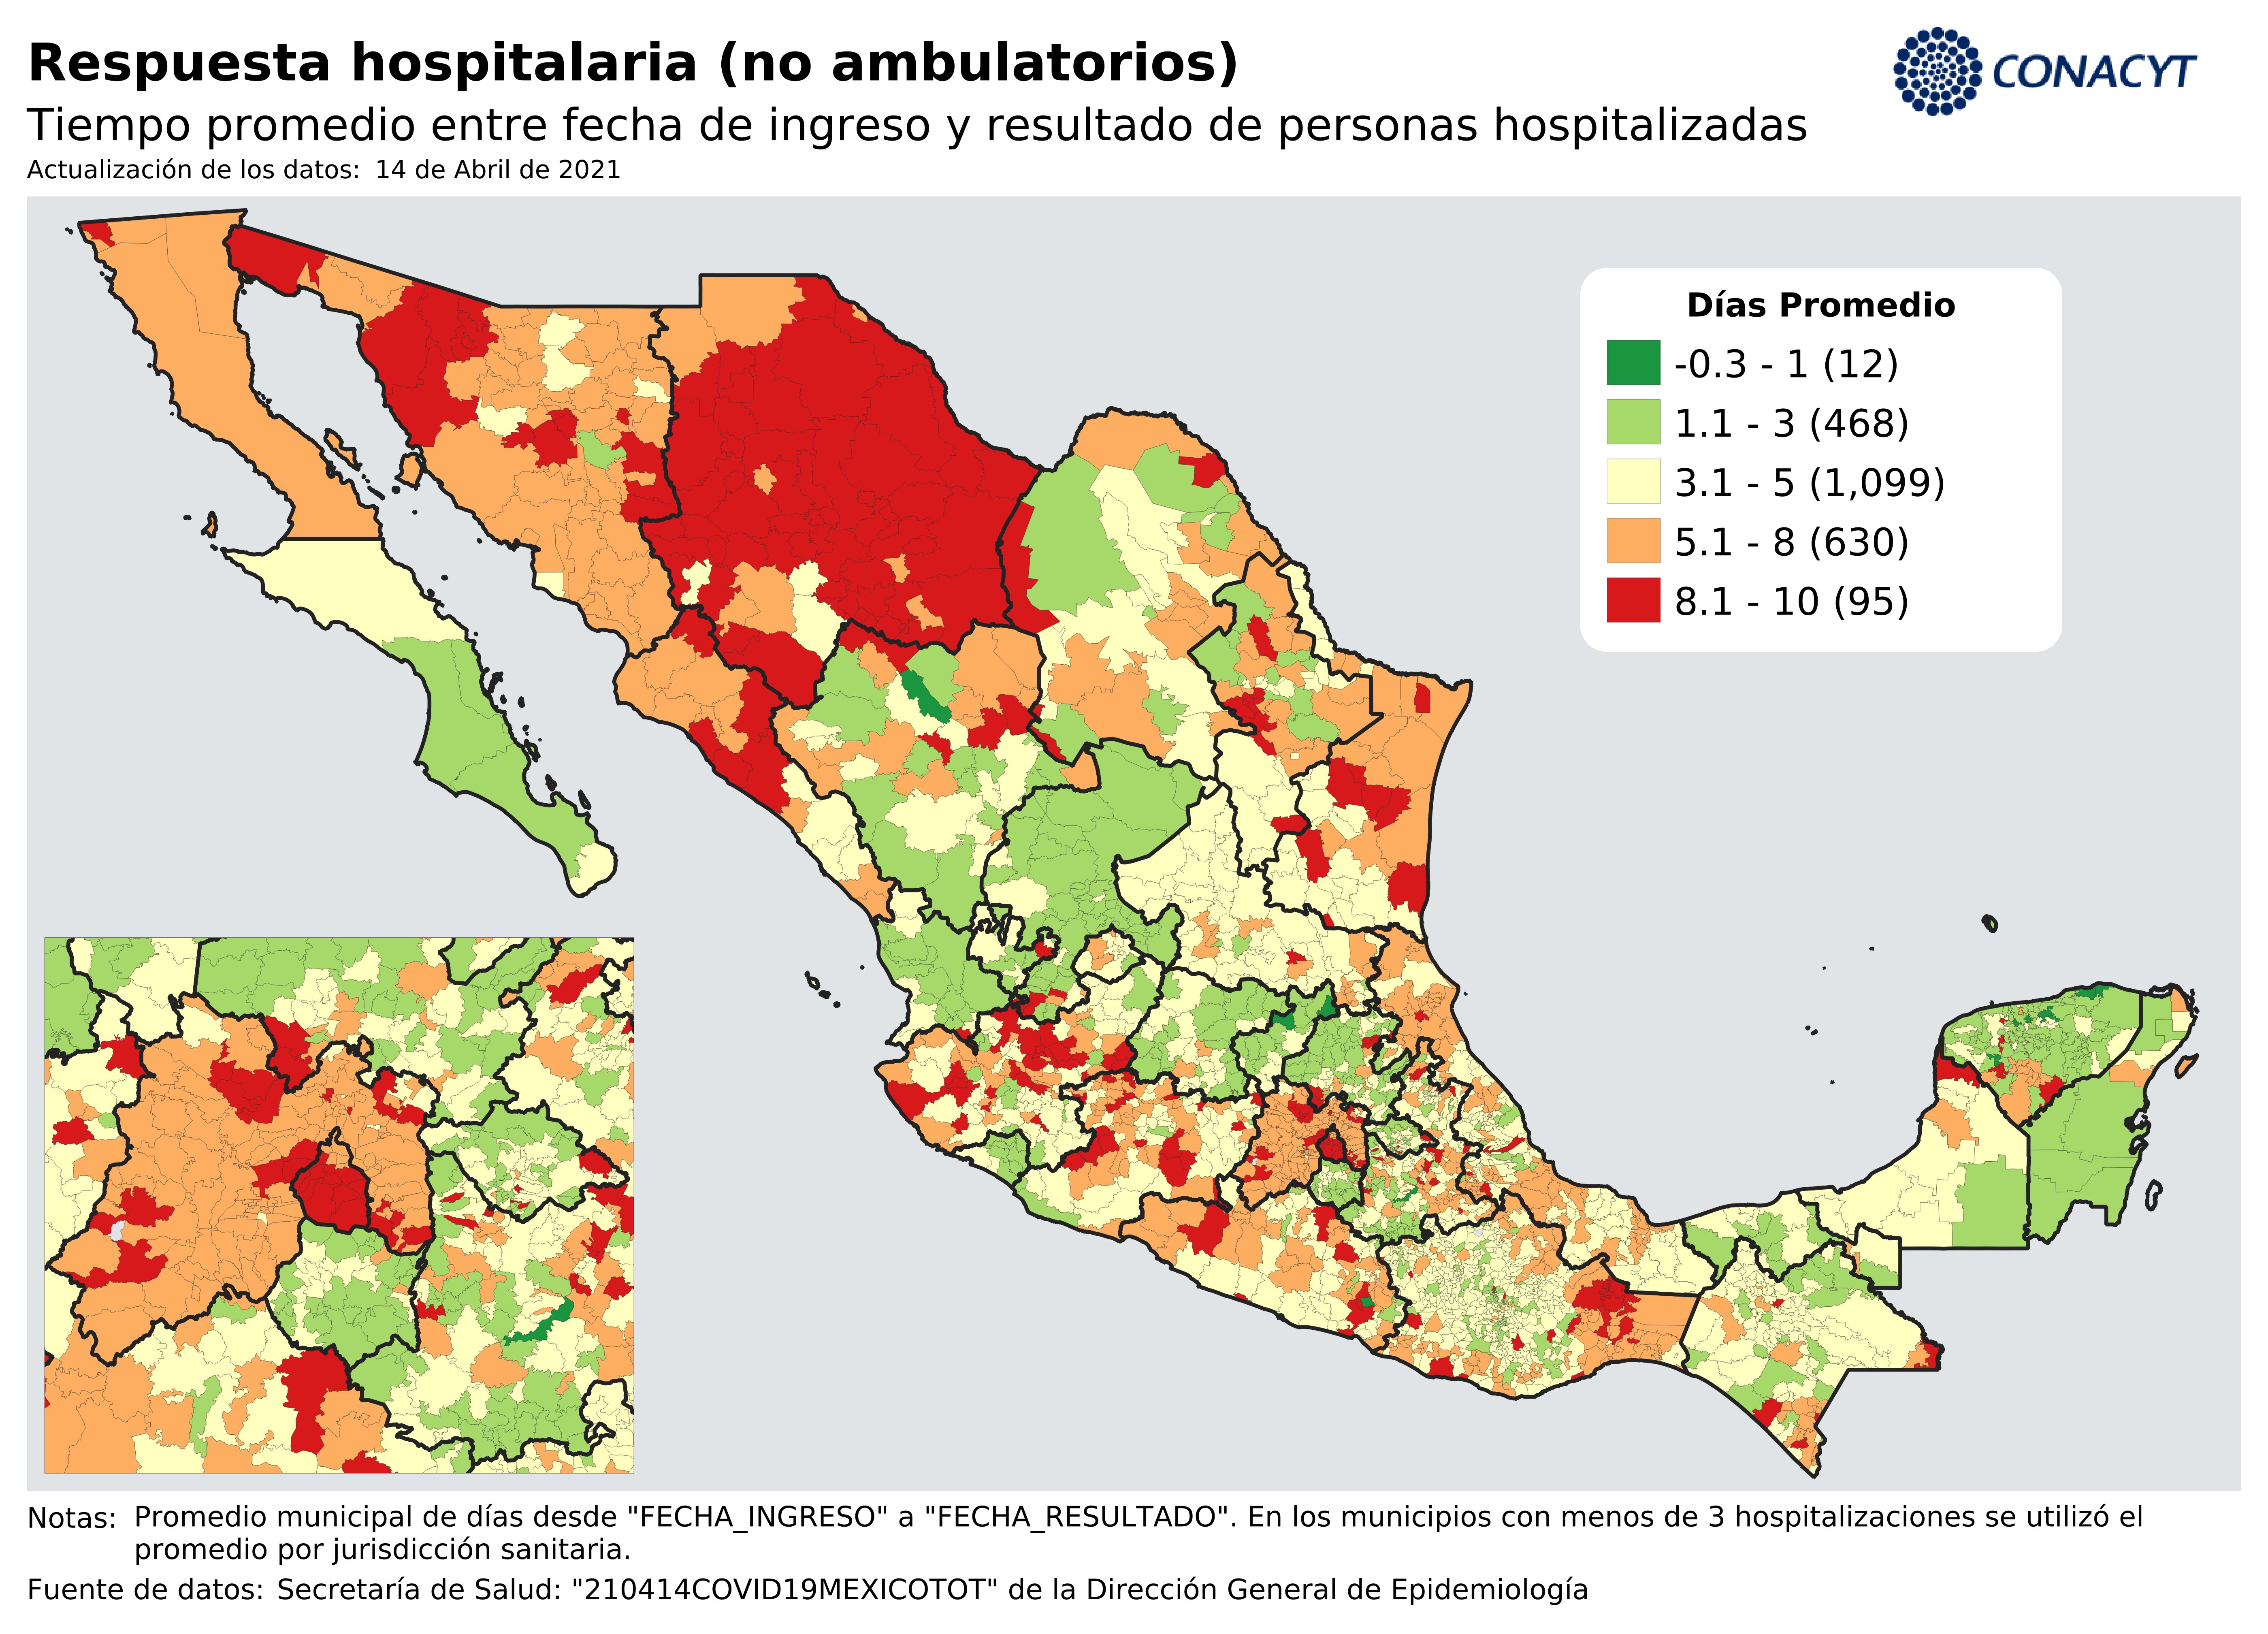 Respuesta hospitalaria (no ambulatorios)
CONACYT
Tiempo promedio entre fecha de ingreso y resultado de personas hospitalizadas
Actualización de los datos: 14 de Abril de 2021
Días Promedio
-0.3 - 1 (12)
1.1 - 3 (468)
3.1 - 5 (1,099)
5.1 - 8 (630)
8.1 - 10 (95)
Notas: Promedio municipal de días desde "FECHA_INGRESO" a "FECHA_RESULTADO". En los municipios con menos de 3 hospitalizaciones se utilizó el
promedio por jurisdicción sanitaria.
Fuente de datos: Secretaría de Salud: "210414COVID19MEXICOTOT" de la Dirección General de Epidemiología